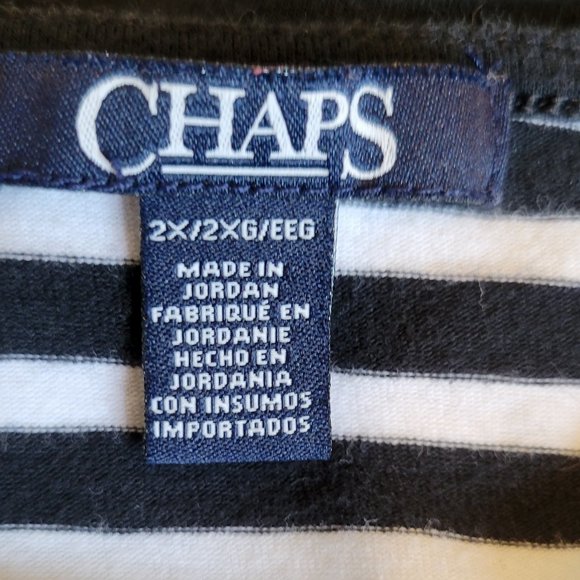 CHAPS
2X/2XG/EEG
MADE IN
JORDAN
FABRIQUÉ EN
JORDANIE
HECHO EN
JORDANIA
CON INSUMOS
IMPORTADOS